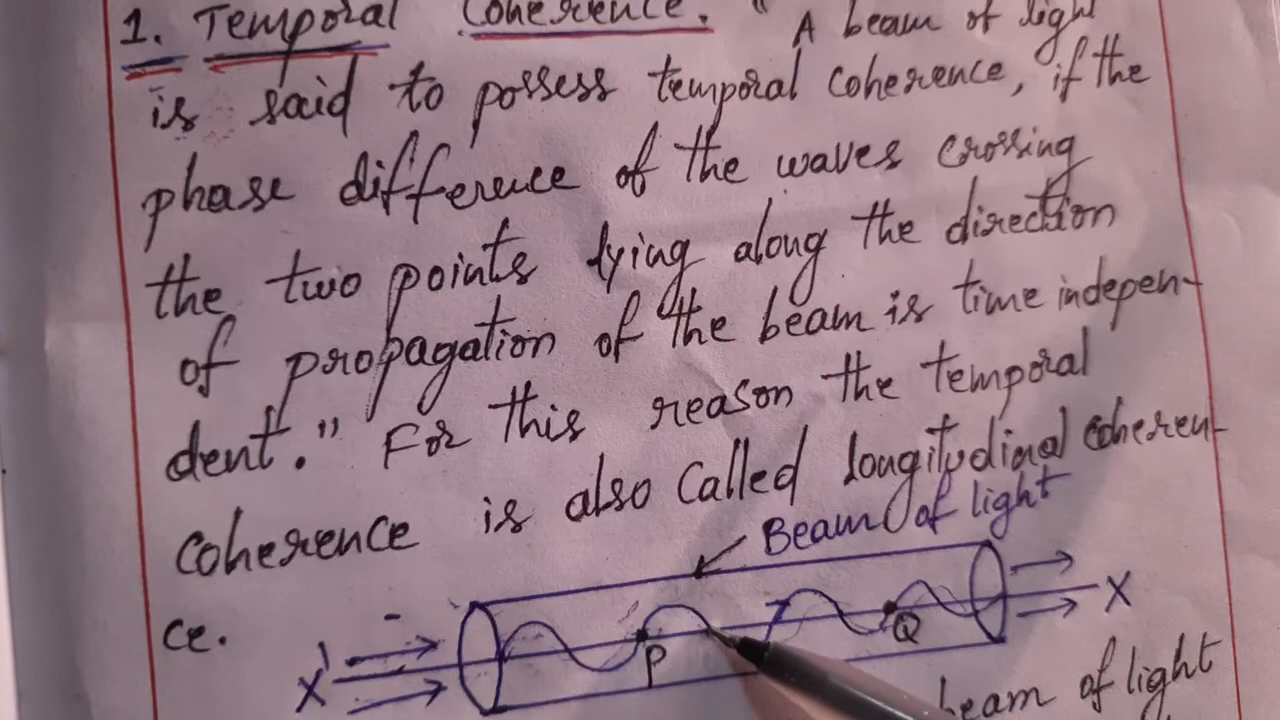 1. Temporal Coherence. " A beam of light
is said to possess temporal coherence, if the
phase difference of the waves crossing
the two points lying along the direction
of propagation of the beam is time indepen-
dent." For this reason the temporal
coherence is also called longitudinal coheren-
ce.
Beam of light
X' P Q X
beam of light